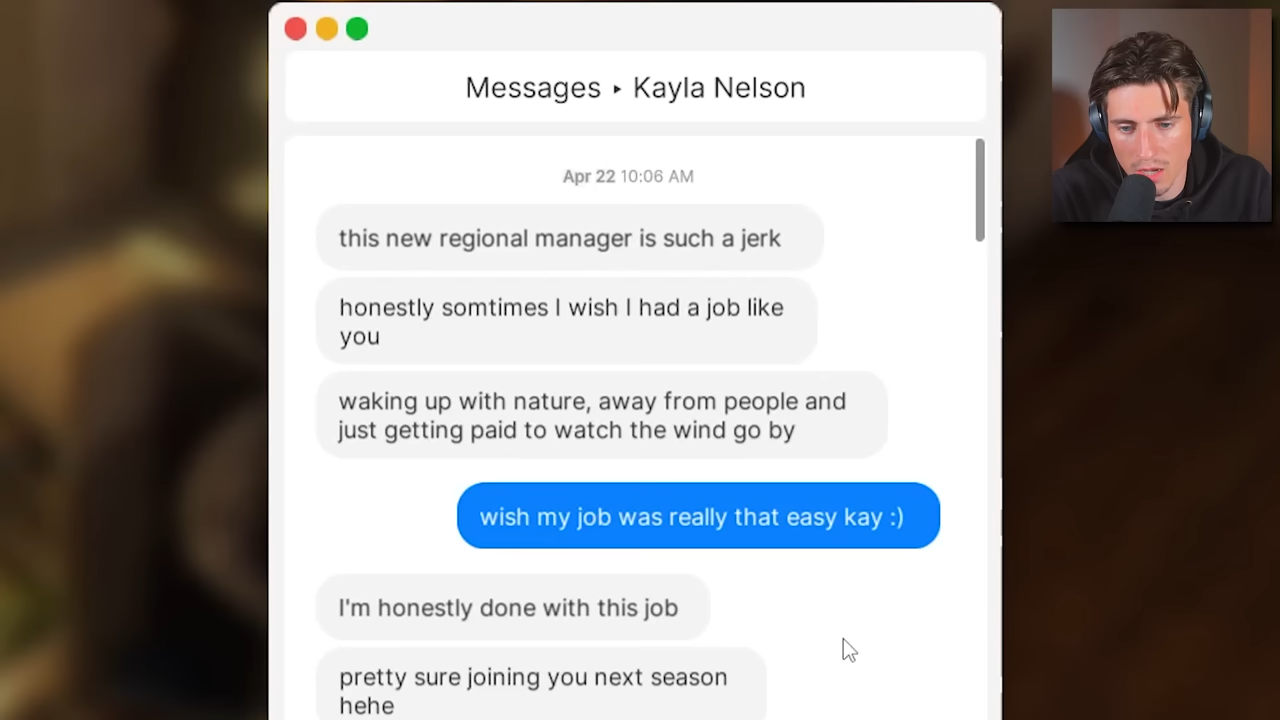 Messages ▸ Kayla Nelson
Apr 22 10:06 AM
this new regional manager is such a jerk
honestly somtimes I wish I had a job like
you
waking up with nature, away from people and
just getting paid to watch the wind go by
wish my job was really that easy kay :)
I'm honestly done with this job
pretty sure joining you next season
hehe